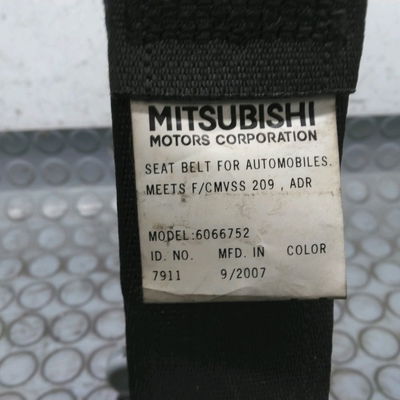 MITSUBISHI
MOTORS CORPORATION
SEAT BELT FOR AUTOMOBILES.
MEETS F/CMVSS 209 , ADR
MODEL:6066752
ID. NO. MFD. IN COLOR
7911 9/2007